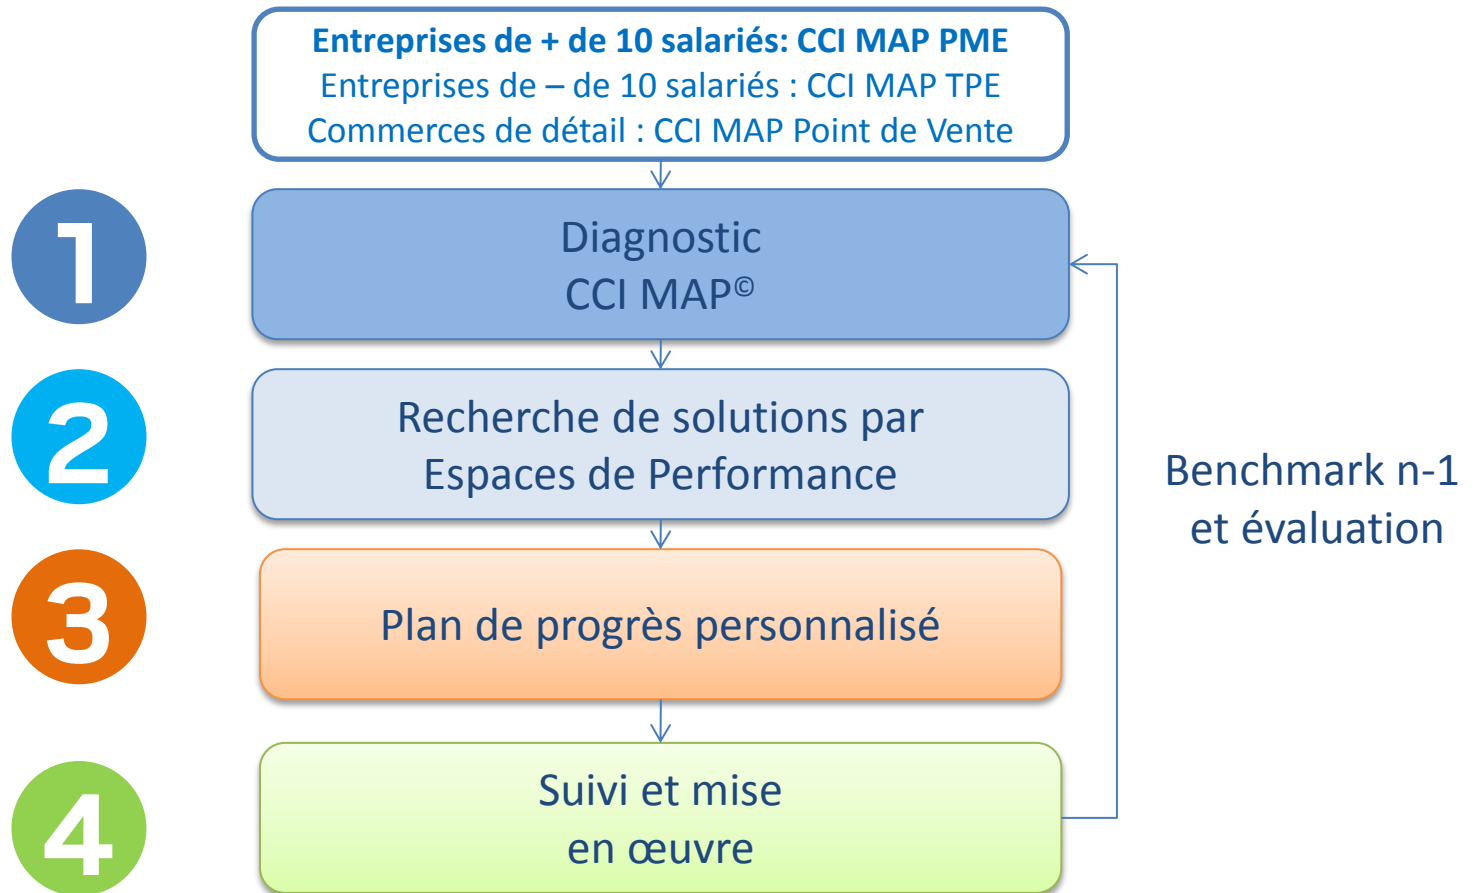 Entreprises de + de 10 salariés: CCI MAP PME
Entreprises de – de 10 salariés : CCI MAP TPE
Commerces de détail : CCI MAP Point de Vente
1
Diagnostic
CCI MAP©
2
Recherche de solutions par
Espaces de Performance
Benchmark n-1
et évaluation
3
Plan de progrès personnalisé
4
Suivi et mise
en œuvre